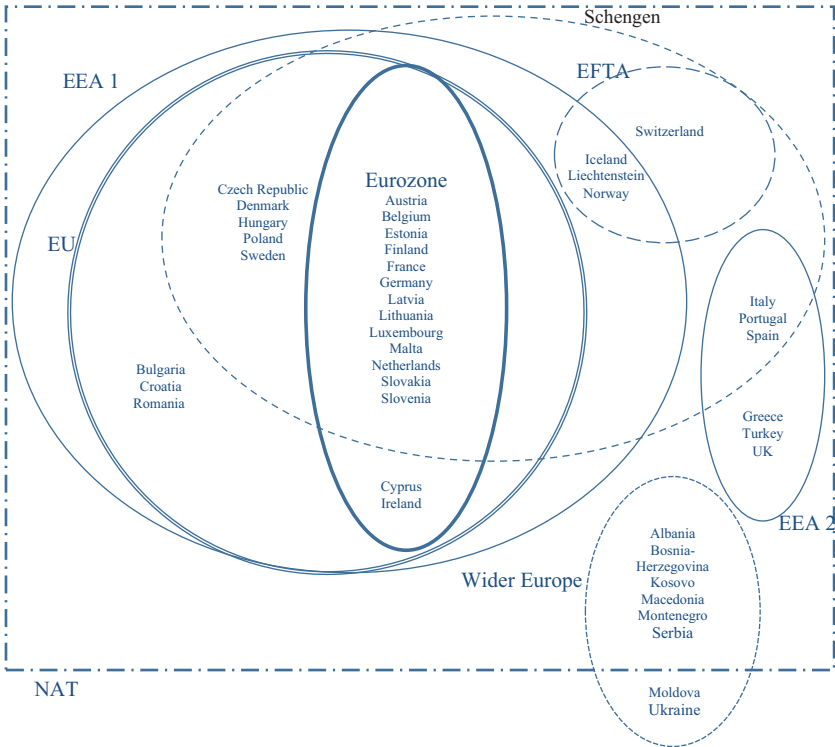 Schengen
EEA 1
EFTA
Switzerland
Iceland
Liechtenstein
Norway
Eurozone
Austria
Belgium
Estonia
Finland
France
Germany
Latvia
Lithuania
Luxembourg
Malta
Netherlands
Slovakia
Slovenia
Czech Republic
Denmark
Hungary
Poland
Sweden
EU
Italy
Portugal
Spain
Bulgaria
Croatia
Romania
Greece
Turkey
UK
Cyprus
Ireland
EEA 2
Wider Europe
Albania
Bosnia-
Herzegovina
Kosovo
Macedonia
Montenegro
Serbia
NAT
Moldova
Ukraine